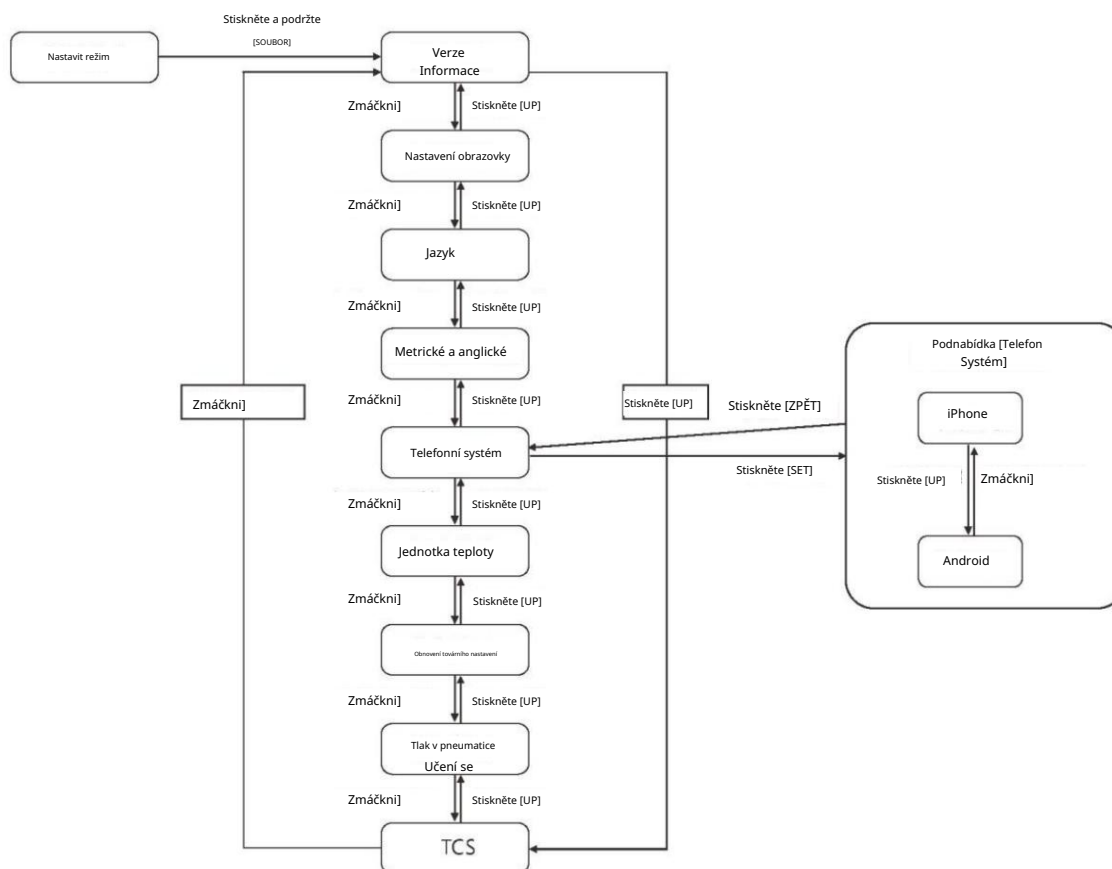 Stiskněte a podržte
[SOUBOR]
Nastavit režim
Verze
Informace
Zmáčkni]
Stiskněte [UP]
Nastavení obrazovky
Zmáčkni]
Stiskněte [UP]
Jazyk
Zmáčkni]
Stiskněte [UP]
Metrické a anglické
Zmáčkni]
Stiskněte [UP]
Telefonní systém
Zmáčkni]
Stiskněte [UP]
Jednotka teploty
Zmáčkni]
Stiskněte [UP]
Obnovení továrního nastavení
Zmáčkni]
Stiskněte [UP]
Tlak v pneumatice
Učení se
Zmáčkni]
Stiskněte [UP]
TCS
Zmáčkni]
Stiskněte [UP]
Stiskněte [ZPĚT]
Stiskněte [SET]
Podnabídka [Telefon
Systém]
iPhone
Stiskněte [UP]
Zmáčkni]
Android